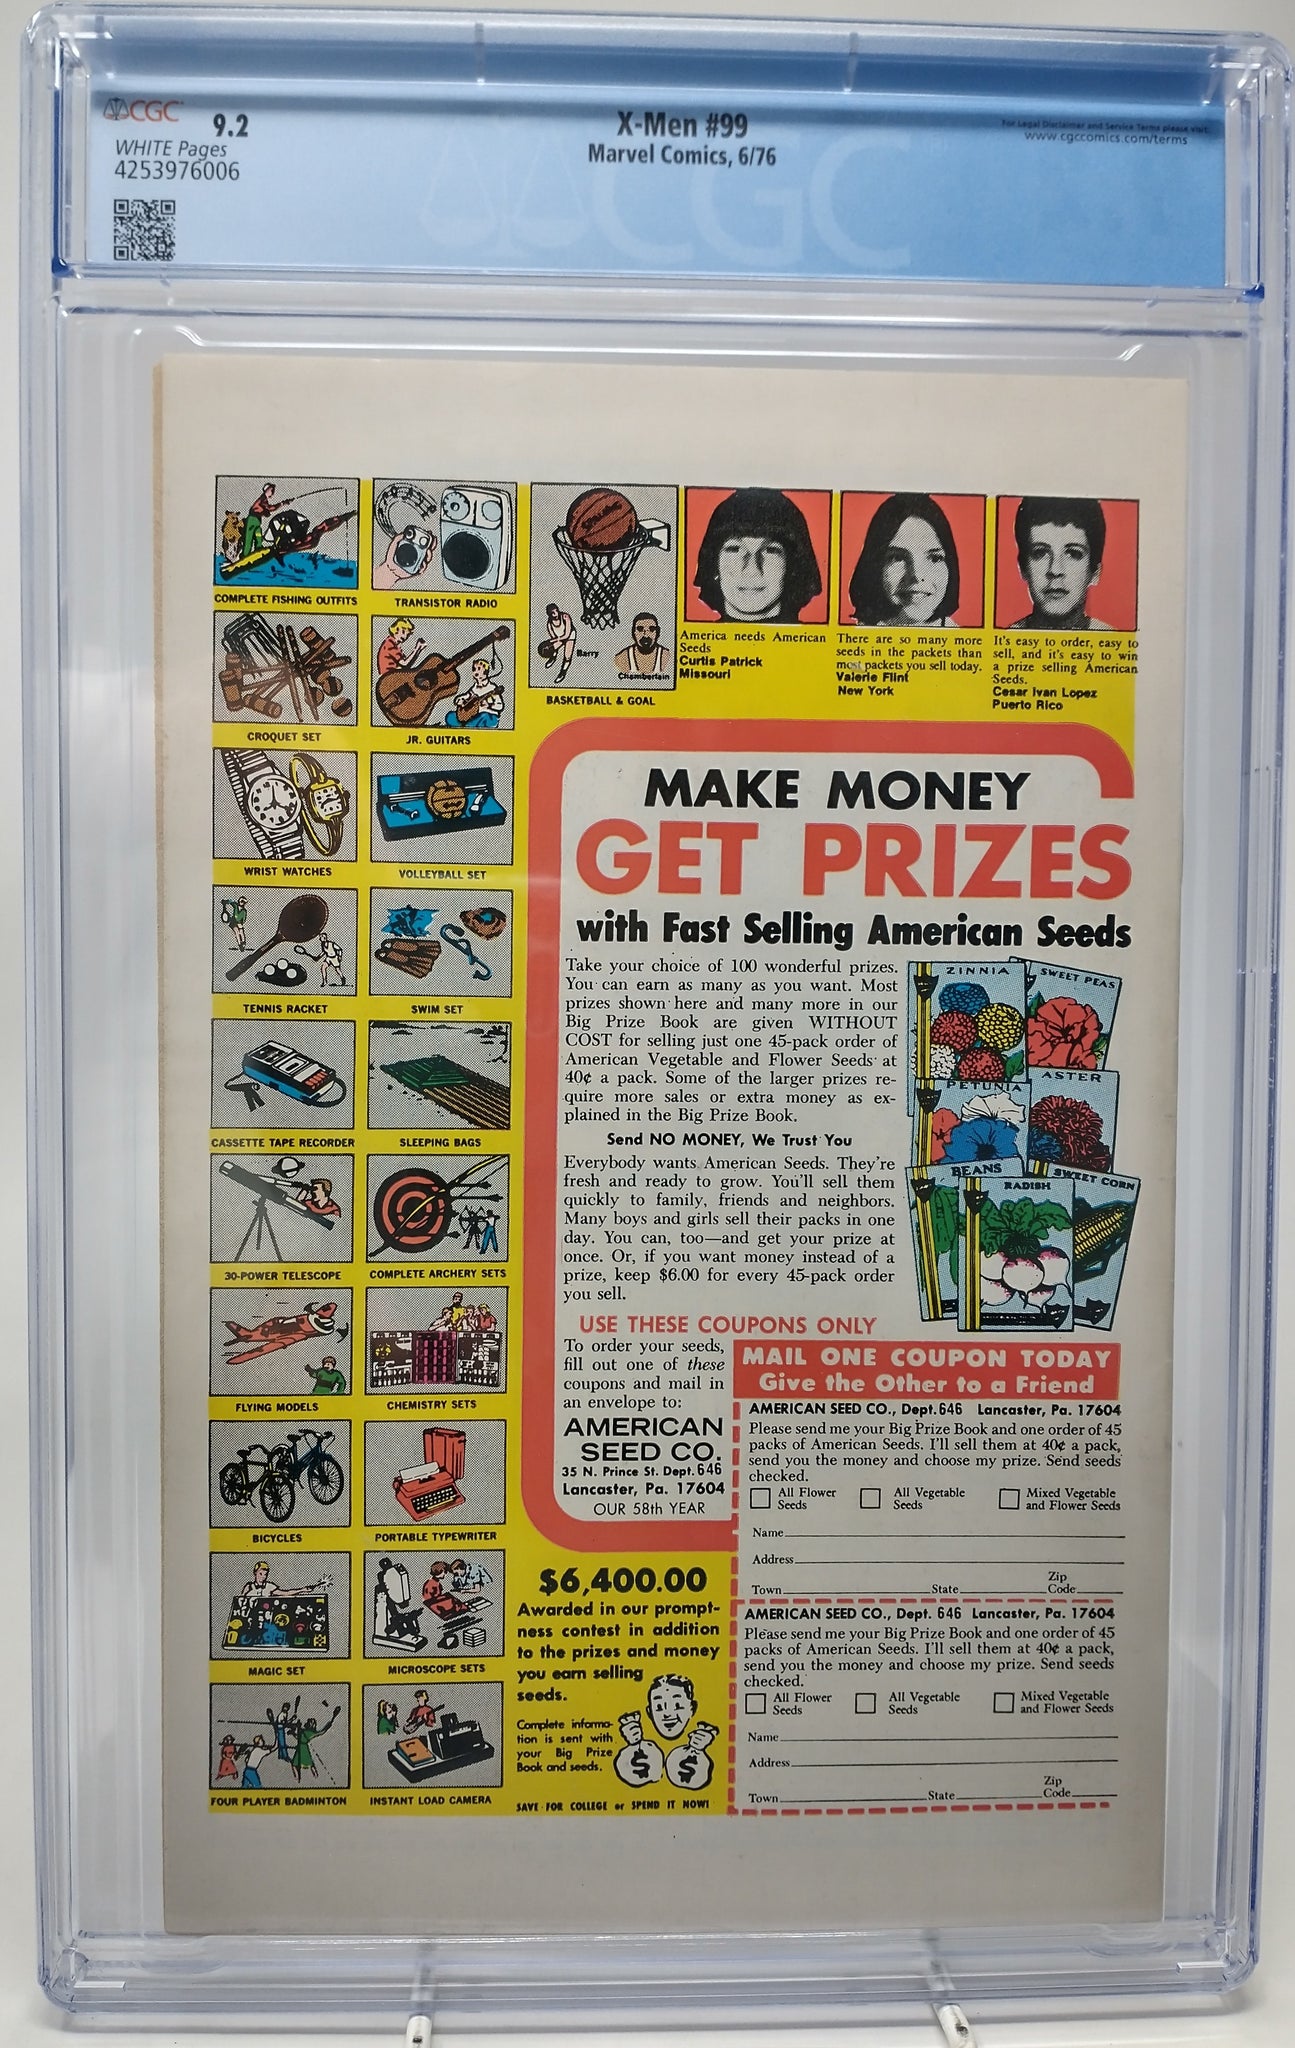 CGC
9.2
WHITE Pages
4253976006
X-Men #99
Marvel Comics, 6/76
For Legal Disclaimer and Service Terms please visit:
www.cgccomics.com/terms
CGC
COMPLETE FISHING OUTFITS
TRANSISTOR RADIO
CROQUET SET
JR. GUITARS
WRIST WATCHES
VOLLEYBALL SET
TENNIS RACKET
SWIM SET
CASSETTE TAPE RECORDER
SLEEPING BAGS
30-POWER TELESCOPE
COMPLETE ARCHERY SETS
FLYING MODELS
CHEMISTRY SETS
BICYCLES
PORTABLE TYPEWRITER
MAGIC SET
MICROSCOPE SETS
FOUR PLAYER BADMINTON
INSTANT LOAD CAMERA
Barry
Chamberlain
BASKETBALL & GOAL
America needs American
Seeds
Curtis Patrick
Missouri
There are so many more
seeds in the packets than
most packets you sell today.
Valerie Flint
New York
It's easy to order, easy to
sell, and it's easy to win
a prize selling American
Seeds.
Cesar Ivan Lopez
Puerto Rico
MAKE MONEY
GET PRIZES
with Fast Selling American Seeds
Take your choice of 100 wonderful prizes.
You can earn as many as you want. Most
prizes shown here and many more in our
Big Prize Book are given WITHOUT
COST for selling just one 45-pack order of
American Vegetable and Flower Seeds at
40¢ a pack. Some of the larger prizes re-
quire more sales or extra money as ex-
plained in the Big Prize Book.
Send NO MONEY, We Trust You
Everybody wants American Seeds. They're
fresh and ready to grow. You'll sell them
quickly to family, friends and neighbors.
Many boys and girls sell their packs in one
day. You can, too—and get your prize at
once. Or, if you want money instead of a
prize, keep $6.00 for every 45-pack order
you sell.
ZINNIA
SWEET PEAS
PETUNIA
ASTER
BEANS
RADISH
SWEET CORN
USE THESE COUPONS ONLY
To order your seeds,
fill out one of these
coupons and mail in
an envelope to:
AMERICAN
SEED CO.
35 N. Prince St. Dept. 646
Lancaster, Pa. 17604
OUR 58th YEAR
MAIL ONE COUPON TODAY
Give the Other to a Friend
AMERICAN SEED CO., Dept. 646 Lancaster, Pa. 17604
Please send me your Big Prize Book and one order of 45
packs of American Seeds. I'll sell them at 40¢ a pack,
send you the money and choose my prize. Send seeds
checked.
All Flower Seeds
All Vegetable Seeds
Mixed Vegetable and Flower Seeds
Name
Address
Town State Zip Code
AMERICAN SEED CO., Dept. 646 Lancaster, Pa. 17604
Please send me your Big Prize Book and one order of 45
packs of American Seeds. I'll sell them at 40¢ a pack,
send you the money and choose my prize. Send seeds
checked.
All Flower Seeds
All Vegetable Seeds
Mixed Vegetable and Flower Seeds
Name
Address
Town State Zip Code
$6,400.00
Awarded in our prompt-
ness contest in addition
to the prizes and money
you earn selling
seeds.
Complete informa-
tion is sent with
your Big Prize
Book and seeds.
$ $
SAVE FOR COLLEGE or SPEND IT NOW!